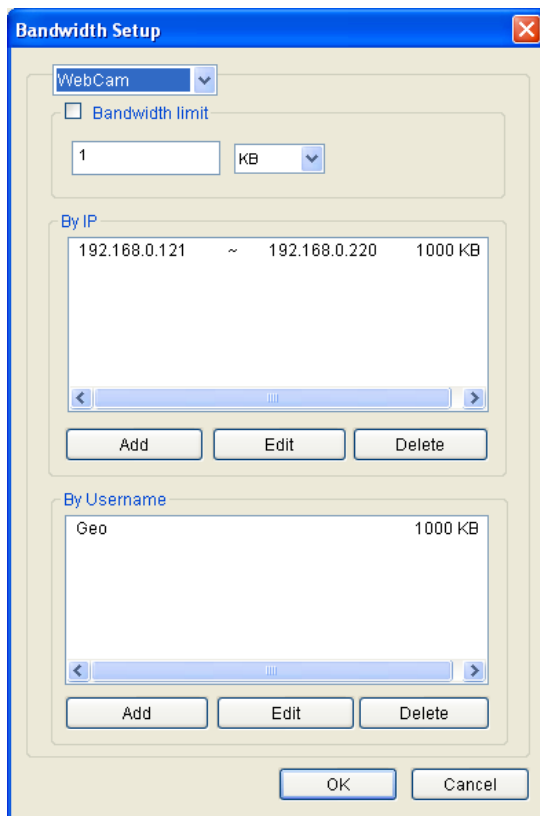 Bandwidth Setup
WebCam
Bandwidth limit
1 KB
By IP
192.168.0.121 ~ 192.168.0.220 1000 KB
Add Edit Delete
By Username
Geo 1000 KB
Add Edit Delete
OK Cancel